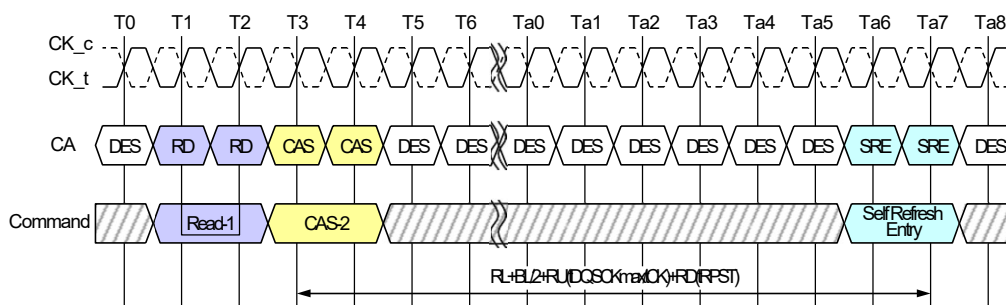 T0 T1 T2 T3 T4 T5 T6 Ta0 Ta1 Ta2 Ta3 Ta4 Ta5 Ta6 Ta7 Ta8
CK_c
CK_t
CA DES RD RD CAS CAS DES DES DES DES DES DES DES DES SRE SRE DES
Command Read-1 CAS-2 Self Refresh
Entry
RL+BL/2+RU(tDQSCKmax/tCK)+RD(tRPST)